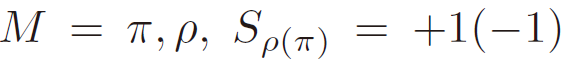 M = π, ρ, S_{ρ(π)} = +1(−1)